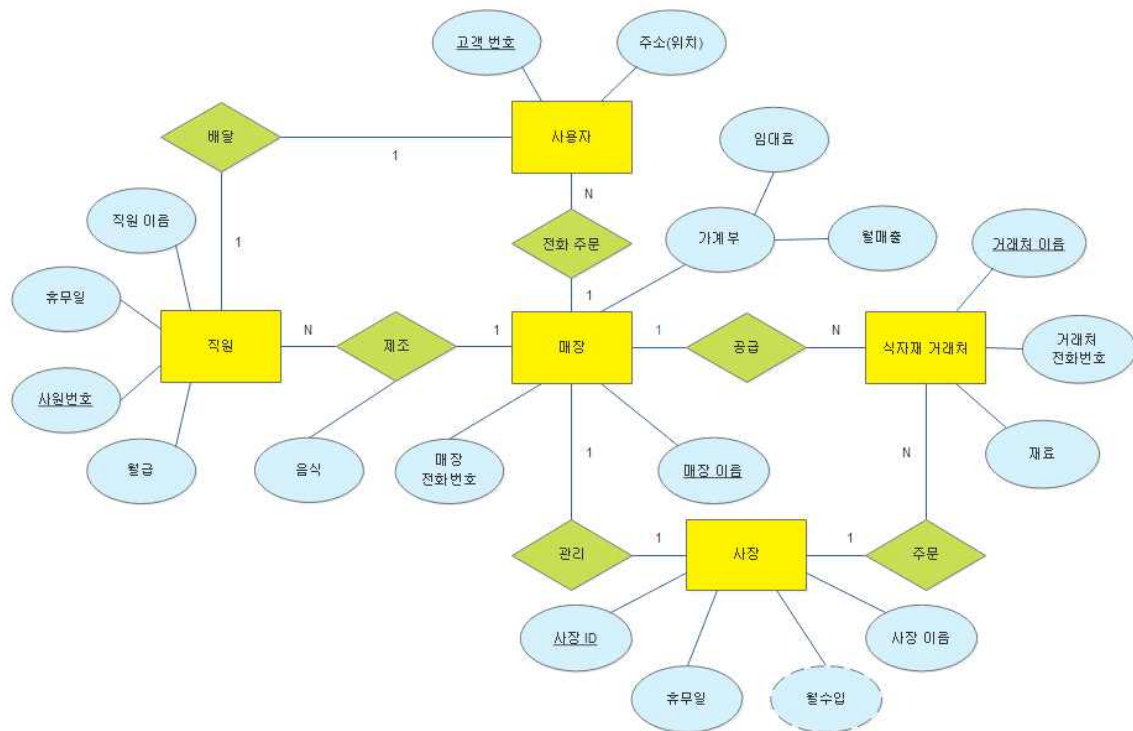 고객 번호
주소(위치)
배달
사용자
1
임대료
N
직원 이름
1
전화 주문
가계부
월매출
거래처 이름
휴무일
1
직원
N
제조
1
매장
1
공급
N
식자재 거래처
거래처
전화번호
사원번호
월급
음식
매장
전화번호
1
매장 이름
N
재료
관리
1
사장
1
주문
사장 ID
사장 이름
휴무일
월수입